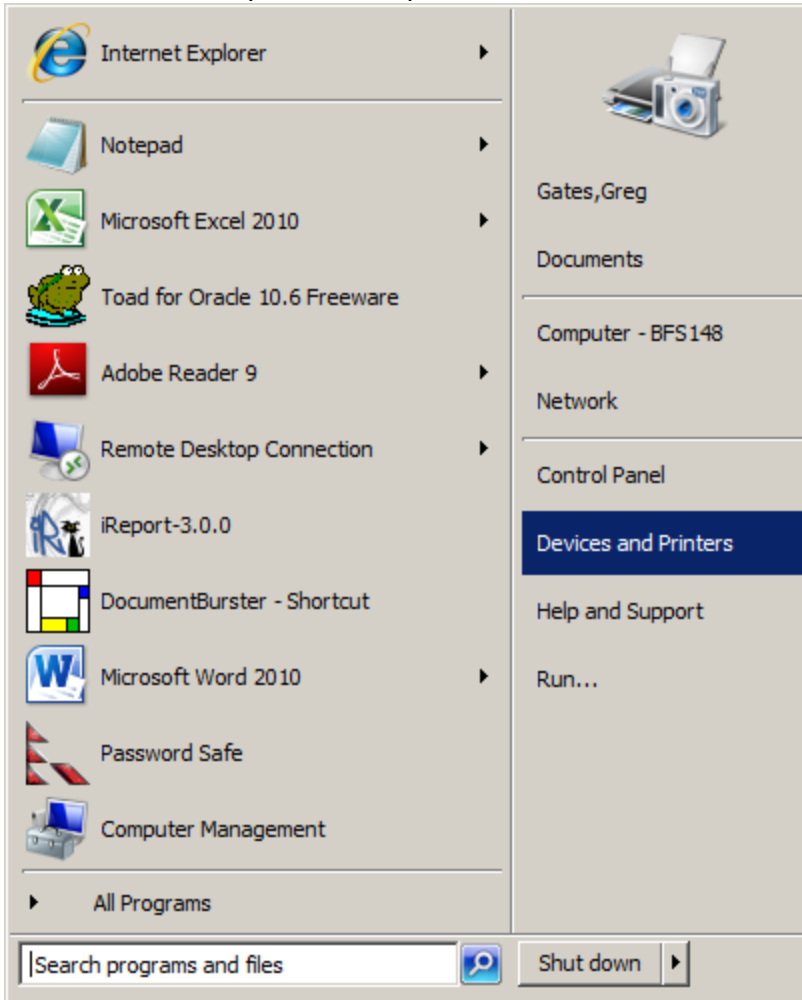 Internet Explorer
Notepad
Microsoft Excel 2010
Toad for Oracle 10.6 Freeware
Adobe Reader 9
Remote Desktop Connection
iReport-3.0.0
DocumentBurster - Shortcut
Microsoft Word 2010
Password Safe
Computer Management
All Programs
Search programs and files
Gates,Greg
Documents
Computer - BFS148
Network
Control Panel
Devices and Printers
Help and Support
Run...
Shut down